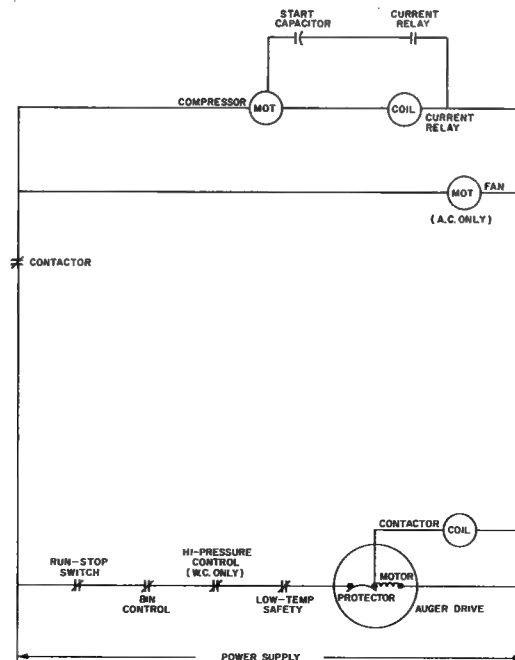 START
CAPACITOR
CURRENT
RELAY
COMPRESSOR
MOT
COIL
CURRENT
RELAY
MOT
FAN
(A.C. ONLY)
CONTACTOR
CONTACTOR
COIL
RUN-STOP
SWITCH
BIN
CONTROL
HI-PRESSURE
CONTROL
(W.C. ONLY)
LOW-TEMP
SAFETY
MOTOR
PROTECTOR
AUGER DRIVE
POWER SUPPLY